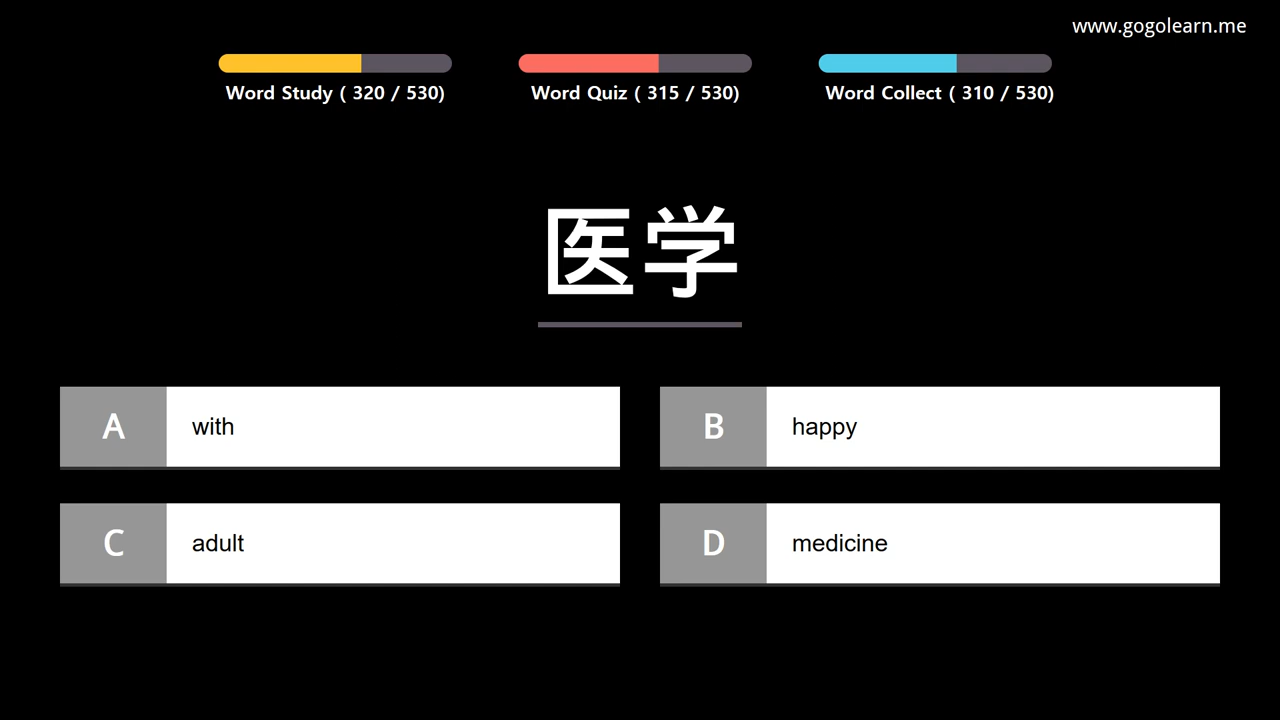 www.gogolearn.me
Word Study ( 320 / 530)
Word Quiz ( 315 / 530)
Word Collect ( 310 / 530)
医学
A with
B happy
C adult
D medicine